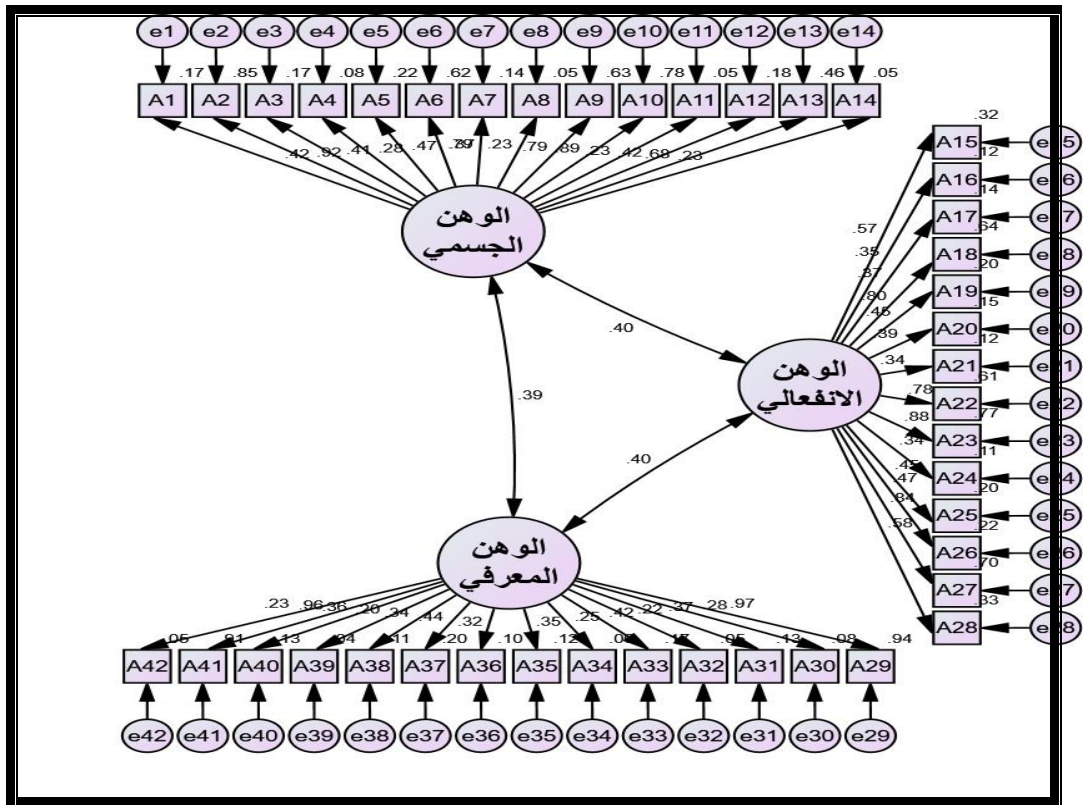 e1 e2 e3 e4 e5 e6 e7 e8 e9 e10 e11 e12 e13 e14
.17 .85 .17 .08 .22 .62 .14 .05 .63 .78 .05 .18 .46 .05
A1 A2 A3 A4 A5 A6 A7 A8 A9 A10 A11 A12 A13 A14
.42 .92 .41 .28 .47 .23 .79 .89 .23 .42 .68 .23
الوهن
الجسمي
.32
A15
.12
A16
.14
A17
.64
A18
.20
A19
.15
A20
.12
A21
.61
A22
.77
A23
.11
A24
.20
A25
.22
A26
.70
A27
.33
A28
.57
.35
.37
.80
.45
.39
.34
.78
.88
.34
.45
.47
.84
.58
الوهن
الانفعالي
.40
.39
.40
الوهن
المعرفي
.23 .96 .36 .20 .34 .44 .32 .35 .25 .42 .22 .37 .28 .97
.05 .91 .13 .04 .11 .20 .10 .12 .06 .17 .05 .13 .08 .94
A42 A41 A40 A39 A38 A37 A36 A35 A34 A33 A32 A31 A30 A29
e42 e41 e40 e39 e38 e37 e36 e35 e34 e33 e32 e31 e30 e29